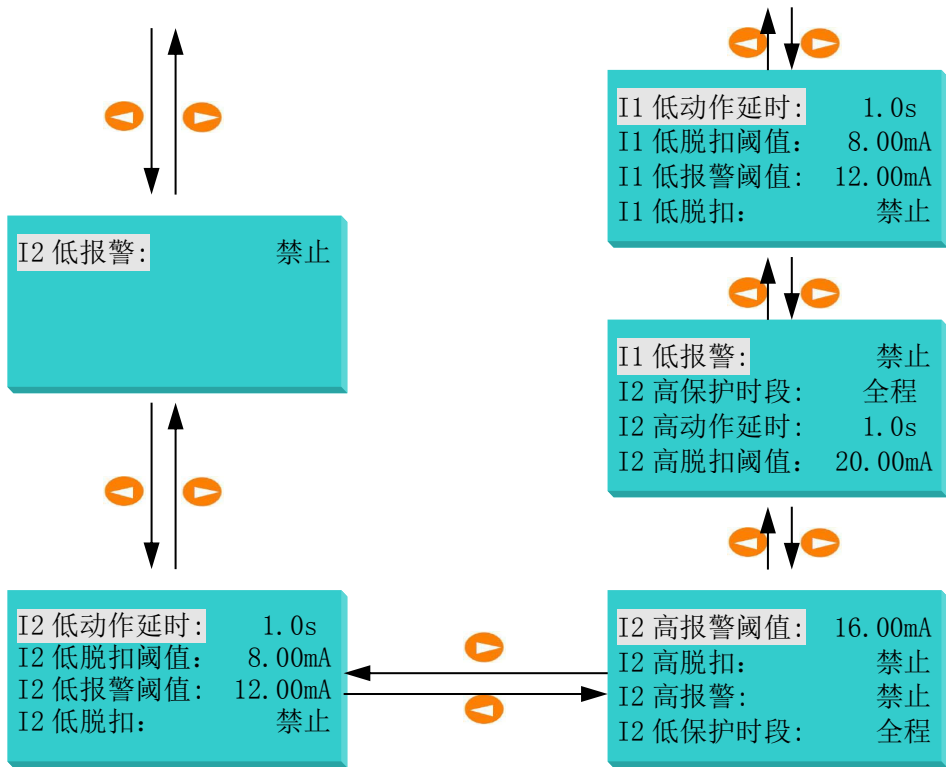 I2 低报警: 禁止
I2 低动作延时: 1.0s
I2 低脱扣阈值: 8.00mA
I2 低报警阈值: 12.00mA
I2 低脱扣: 禁止
I1 低动作延时: 1.0s
I1 低脱扣阈值: 8.00mA
I1 低报警阈值: 12.00mA
I1 低脱扣: 禁止
I1 低报警: 禁止
I2 高保护时段: 全程
I2 高动作延时: 1.0s
I2 高脱扣阈值: 20.00mA
I2 高报警阈值: 16.00mA
I2 高脱扣: 禁止
I2 高报警: 禁止
I2 低保护时段: 全程